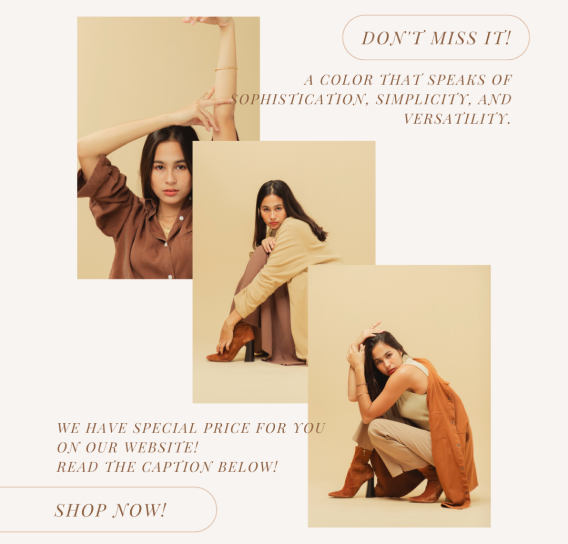 DON'T MISS IT!
A COLOR THAT SPEAKS OF
SOPHISTICATION, SIMPLICITY, AND
VERSATILITY.
WE HAVE SPECIAL PRICE FOR YOU
ON OUR WEBSITE!
READ THE CAPTION BELOW!
SHOP NOW!